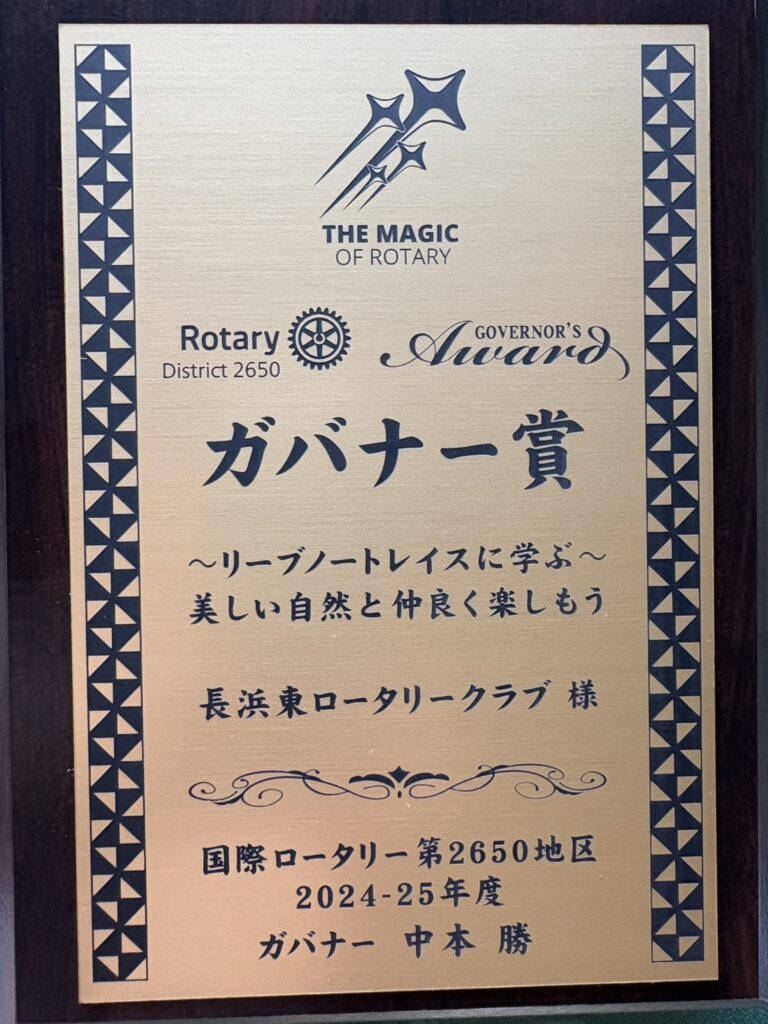 THE MAGIC
OF ROTARY
Rotary
District 2650
GOVERNOR'S
Award
ガバナー賞
～リーブノートレイスに学ぶ～
美しい自然と仲良く楽しもう
長浜東ロータリークラブ 様
国際ロータリー第2650地区
2024-25年度
ガバナー 中本 勝